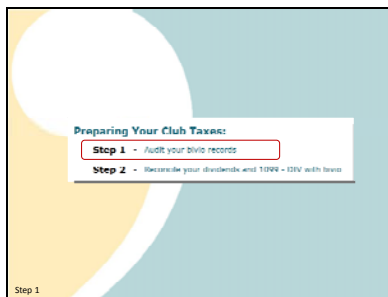 Preparing Your Club Taxes:
Step 1 - Audit your bivio records
Step 2 - Reconcile your dividends and 1099 - DIV with bivio
Step 1